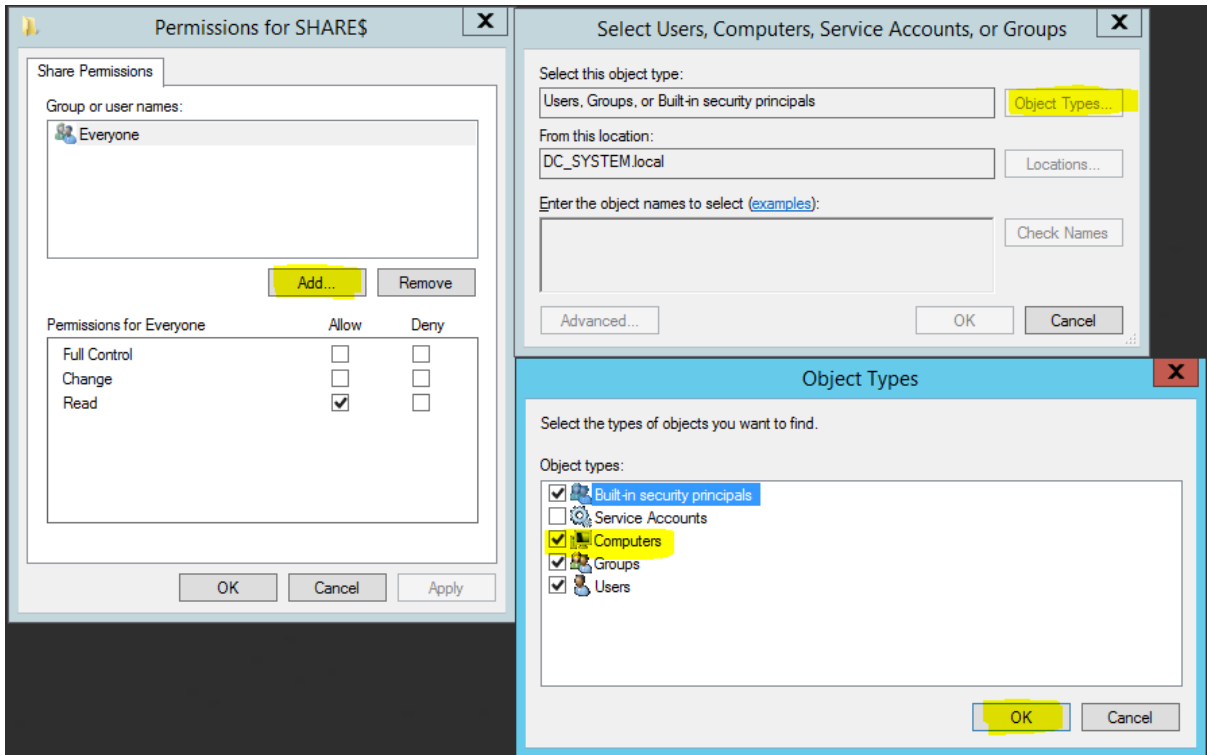 Permissions for SHARE$
X
Share Permissions
Group or user names:
Everyone
Add...
Remove
Permissions for Everyone
Allow
Deny
Full Control
Change
Read
OK
Cancel
Apply
Select Users, Computers, Service Accounts, or Groups
X
Select this object type:
Users, Groups, or Built-in security principals
Object Types...
From this location:
DC_SYSTEM.local
Locations...
Enter the object names to select (examples):
Check Names
Advanced...
OK
Cancel
Object Types
X
Select the types of objects you want to find.
Object types:
Built-in security principals
Service Accounts
Computers
Groups
Users
OK
Cancel